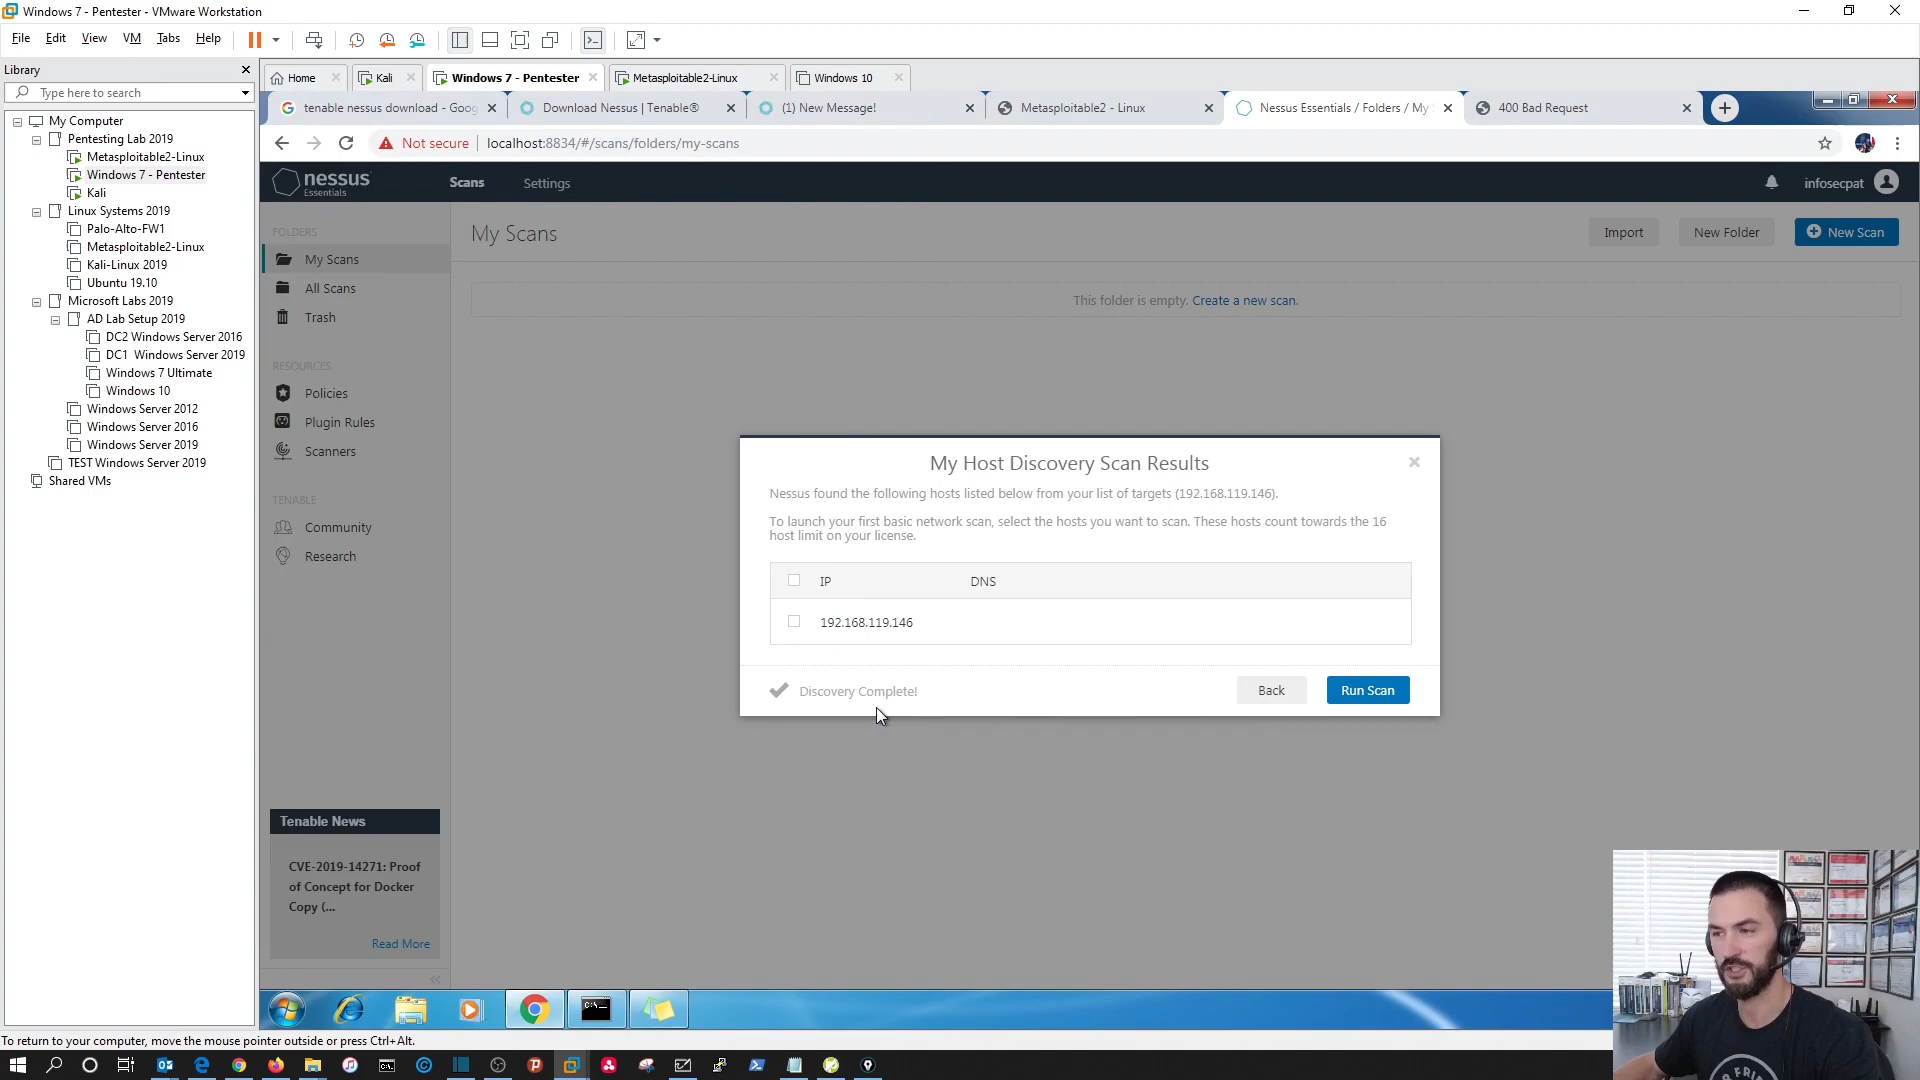 Windows 7 - Pentester - VMware Workstation
File Edit View VM Tabs Help
Library
Type here to search
My Computer
Pentesting Lab 2019
Metasploitable2-Linux
Windows 7 - Pentester
Kali
Linux Systems 2019
Palo-Alto-FW1
Metasploitable2-Linux
Kali-Linux 2019
Ubuntu 19.10
Microsoft Labs 2019
AD Lab Setup 2019
DC2 Windows Server 2016
DC1 Windows Server 2019
Windows 7 Ultimate
Windows 10
Windows Server 2012
Windows Server 2016
Windows Server 2019
TEST Windows Server 2019
Shared VMs
Home Kali Windows 7 - Pentester Metasploitable2-Linux Windows 10
tenable nessus download - Goog Download Nessus | Tenable® (1) New Message! Metasploitable2 - Linux Nessus Essentials / Folders / My S 400 Bad Request
Not secure localhost:8834/#/scans/folders/my-scans
nessus Essentials Scans Settings infosecpat
FOLDERS
My Scans
All Scans
Trash
RESOURCES
Policies
Plugin Rules
Scanners
TENABLE
Community
Research
Tenable News
CVE-2019-14271: Proof
of Concept for Docker
Copy (...
Read More
My Scans Import New Folder New Scan
This folder is empty. Create a new scan.
My Host Discovery Scan Results
Nessus found the following hosts listed below from your list of targets (192.168.119.146).
To launch your first basic network scan, select the hosts you want to scan. These hosts count towards the 16
host limit on your license.
IP DNS
192.168.119.146
Discovery Complete! Back Run Scan
To return to your computer, move the mouse pointer outside or press Ctrl+Alt.